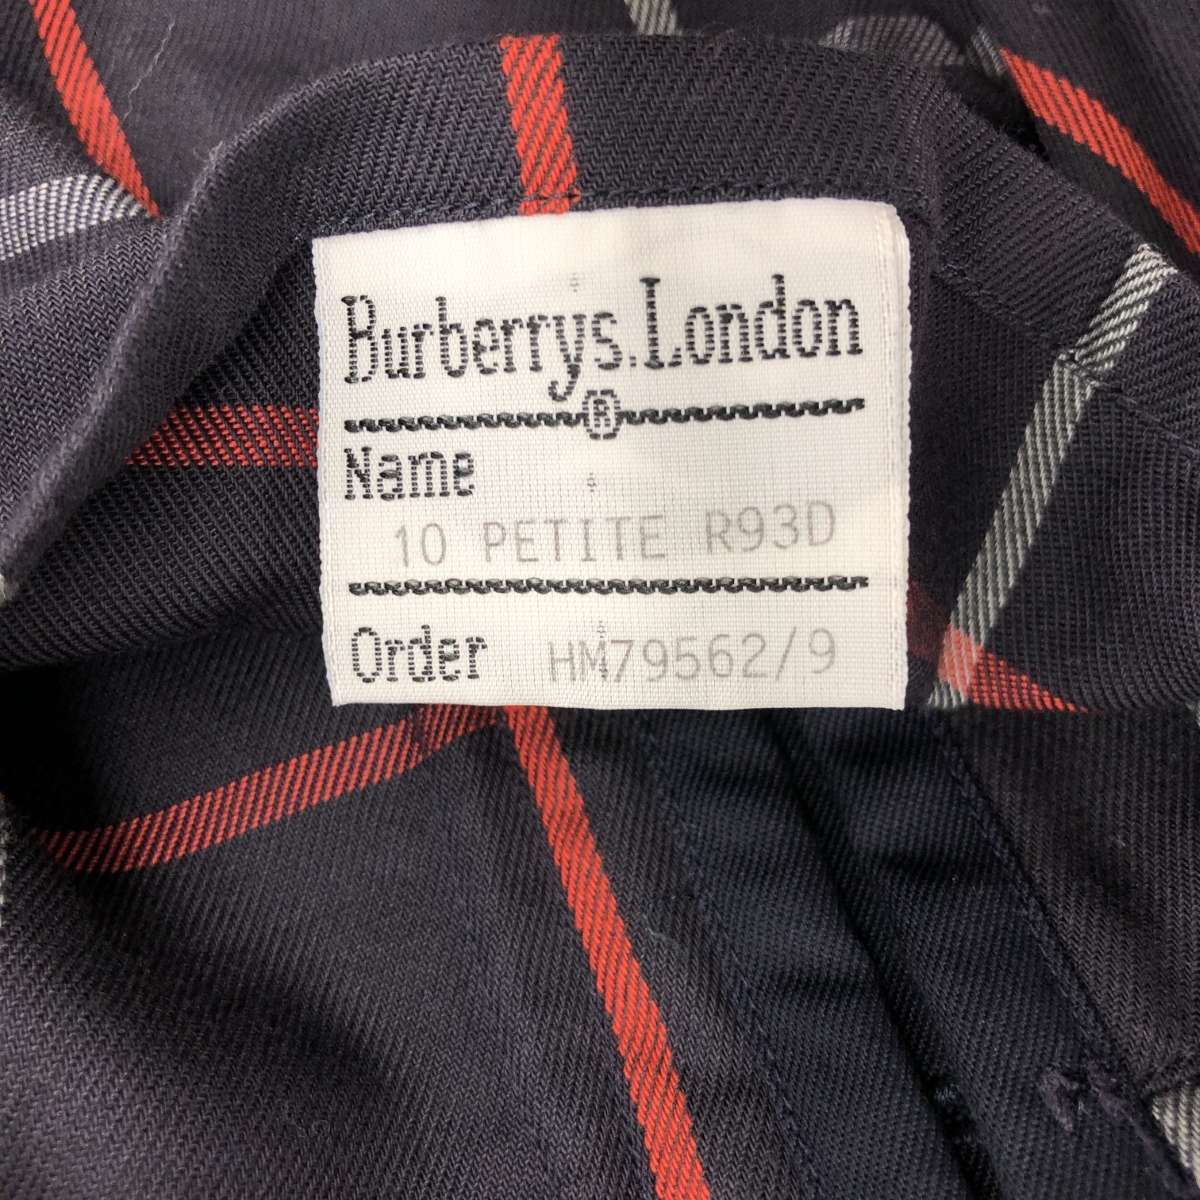 Burberrys.London
®
Name
10 PETITE R93D
Order HM79562/9